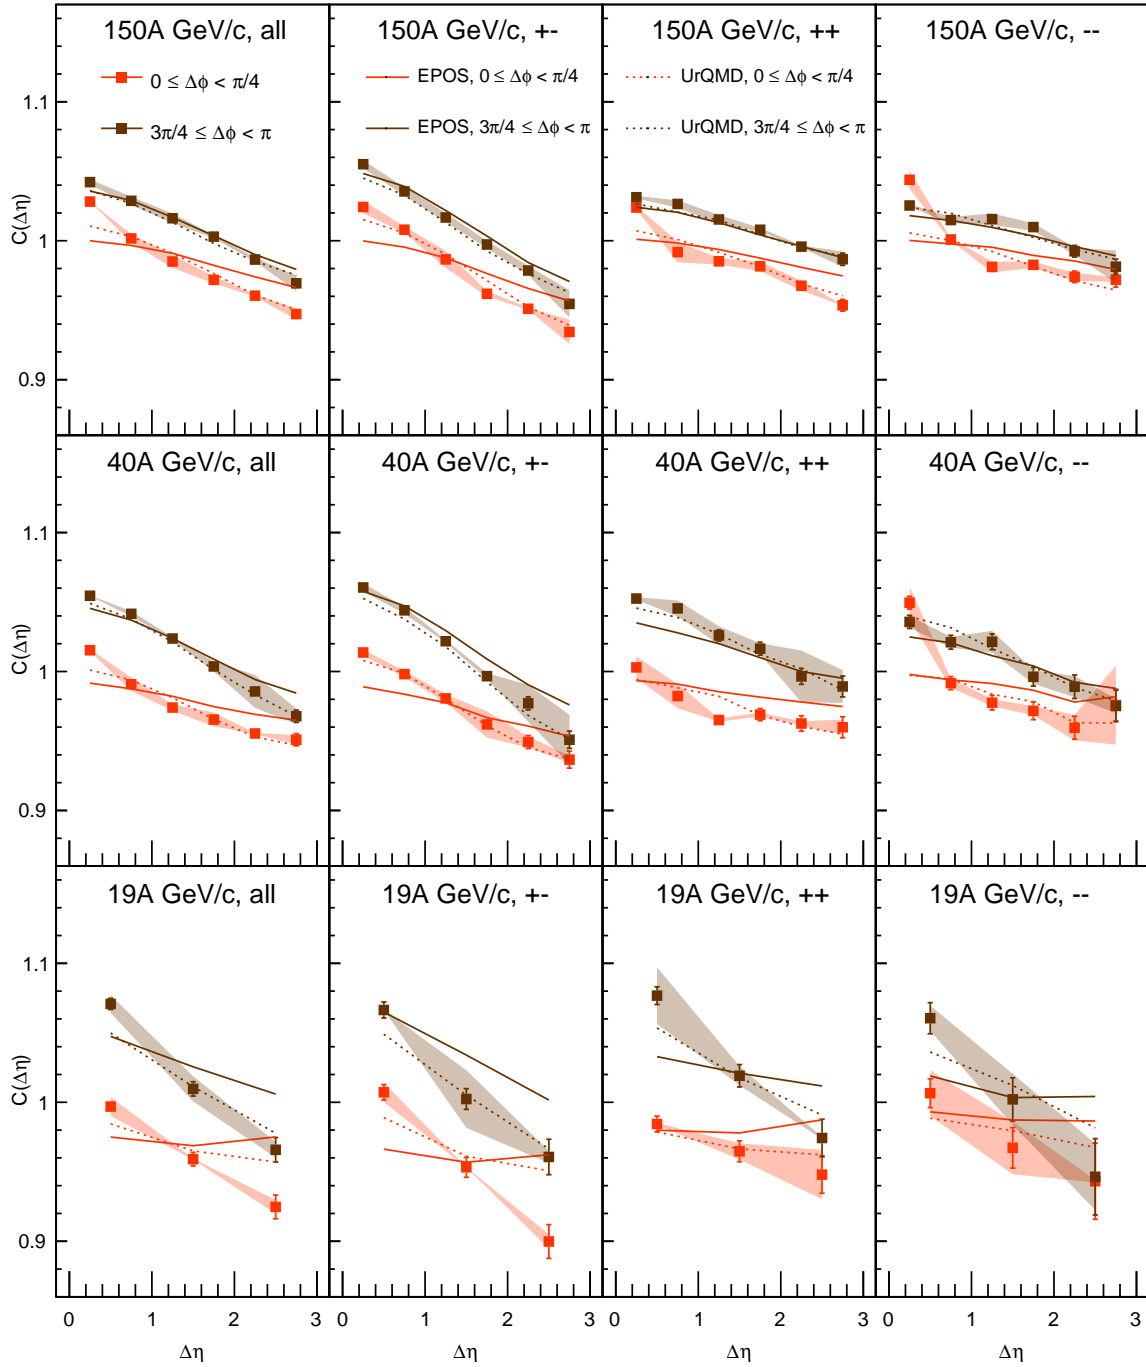 150A GeV/c, all
150A GeV/c, +-
150A GeV/c, ++
150A GeV/c, --
0 ≤ Δϕ < π/4
EPOS, 0 ≤ Δϕ < π/4
UrQMD, 0 ≤ Δϕ < π/4
3π/4 ≤ Δϕ < π
EPOS, 3π/4 ≤ Δϕ < π
UrQMD, 3π/4 ≤ Δϕ < π
C(Δη)
1.1
1
0.9
40A GeV/c, all
40A GeV/c, +-
40A GeV/c, ++
40A GeV/c, --
C(Δη)
1.1
1
0.9
19A GeV/c, all
19A GeV/c, +-
19A GeV/c, ++
19A GeV/c, --
C(Δη)
1.1
1
0.9
0 1 2 3 0 1 2 3 0 1 2 3 0 1 2 3
Δη Δη Δη Δη